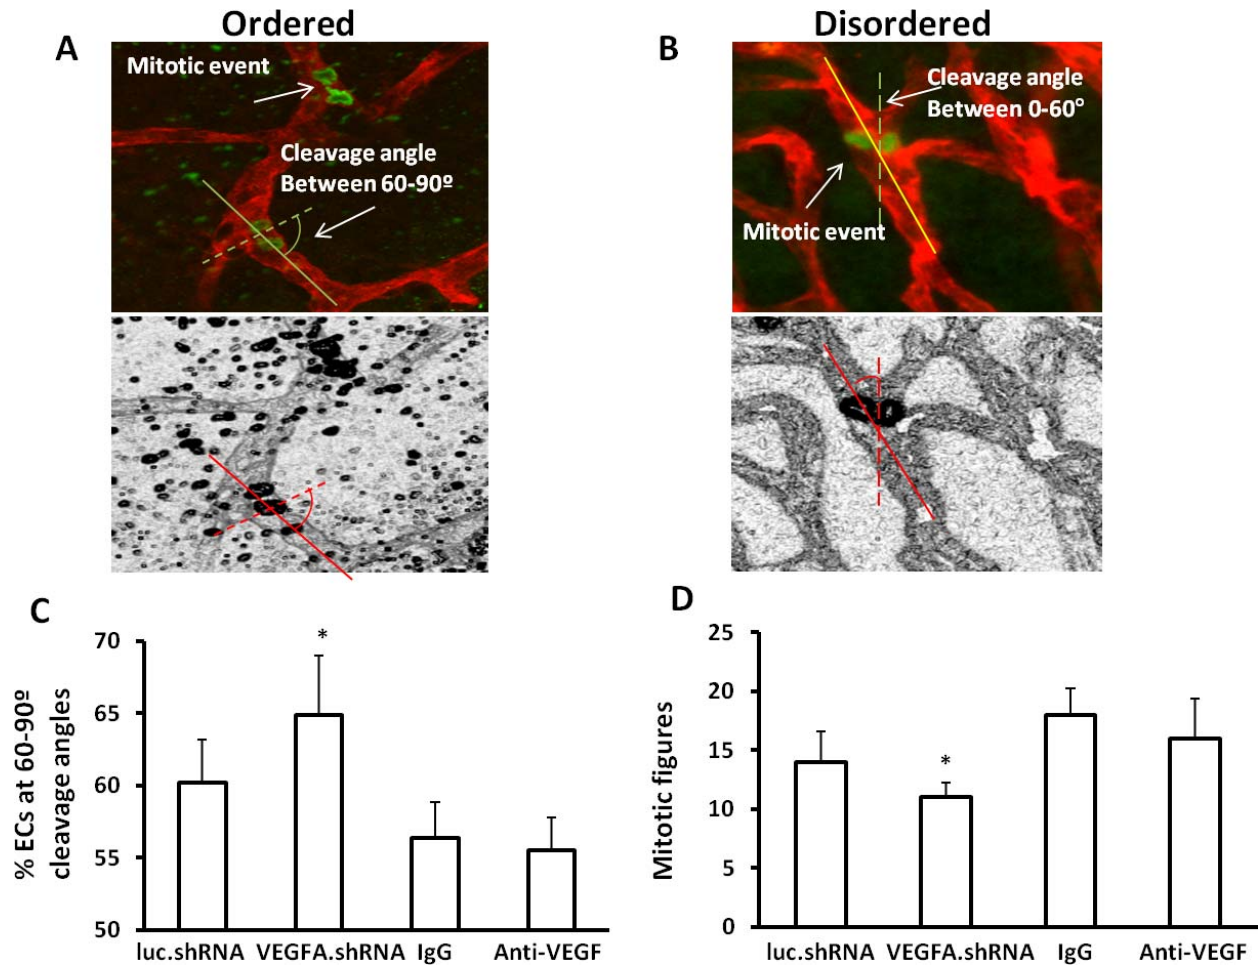 Ordered
Disordered
A
B
Mitotic event
Cleavage angle
Between 60-90º
Cleavage angle
Between 0-60°
Mitotic event
C
D
% ECs at 60-90º
cleavage angles
70
65
60
55
50
*
luc.shRNA VEGFA.shRNA IgG Anti-VEGF
Mitotic figures
25
20
15
10
5
0
*
luc.shRNA VEGFA.shRNA IgG Anti-VEGF